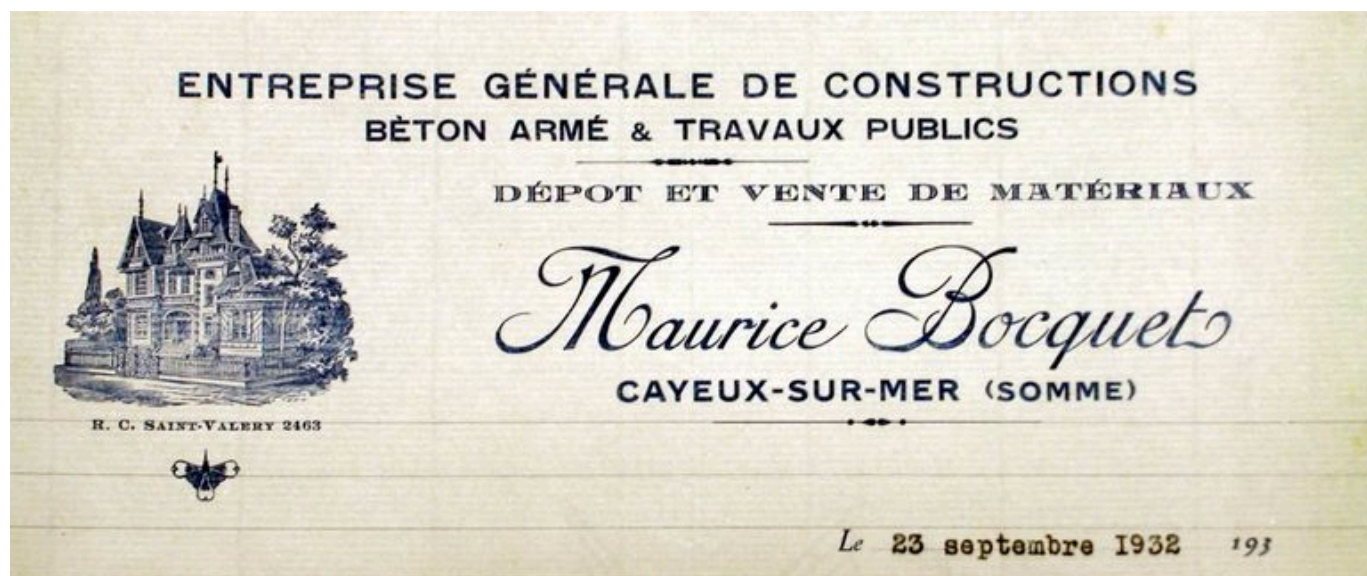 ENTREPRISE GÉNÉRALE DE CONSTRUCTIONS
BÈTON ARMÉ & TRAVAUX PUBLICS
DÉPOT ET VENTE DE MATÉRIAUX
Maurice Bocquet
CAYEUX-SUR-MER (SOMME)
R. C. SAINT-VALERY 2463
Le 23 septembre 1932 193